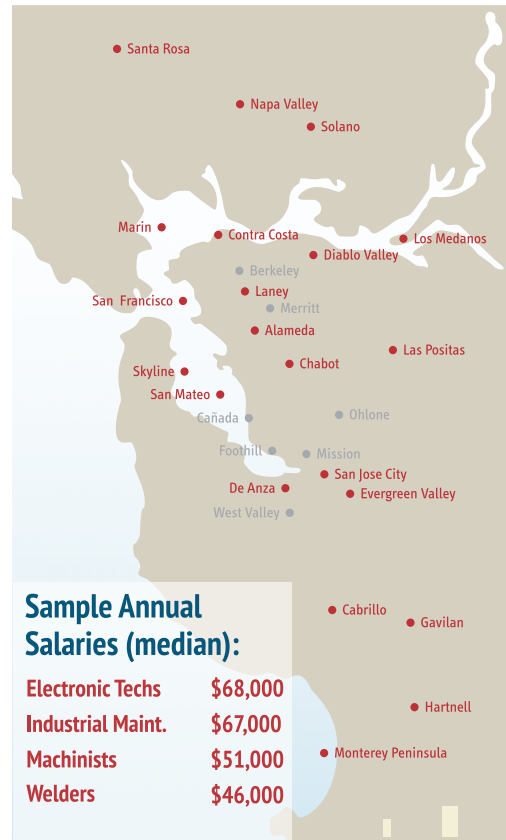 Santa Rosa
Napa Valley
Solano
Marin
Contra Costa
Los Medanos
Diablo Valley
Berkeley
Laney
San Francisco
Merritt
Alameda
Las Positas
Chabot
Skyline
San Mateo
Cañada
Ohlone
Foothill
Mission
San Jose City
De Anza
Evergreen Valley
West Valley
Sample Annual
Salaries (median):
Cabrillo
Gavilan
Electronic Techs $68,000
Industrial Maint. $67,000
Machinists $51,000
Welders $46,000
Hartnell
Monterey Peninsula